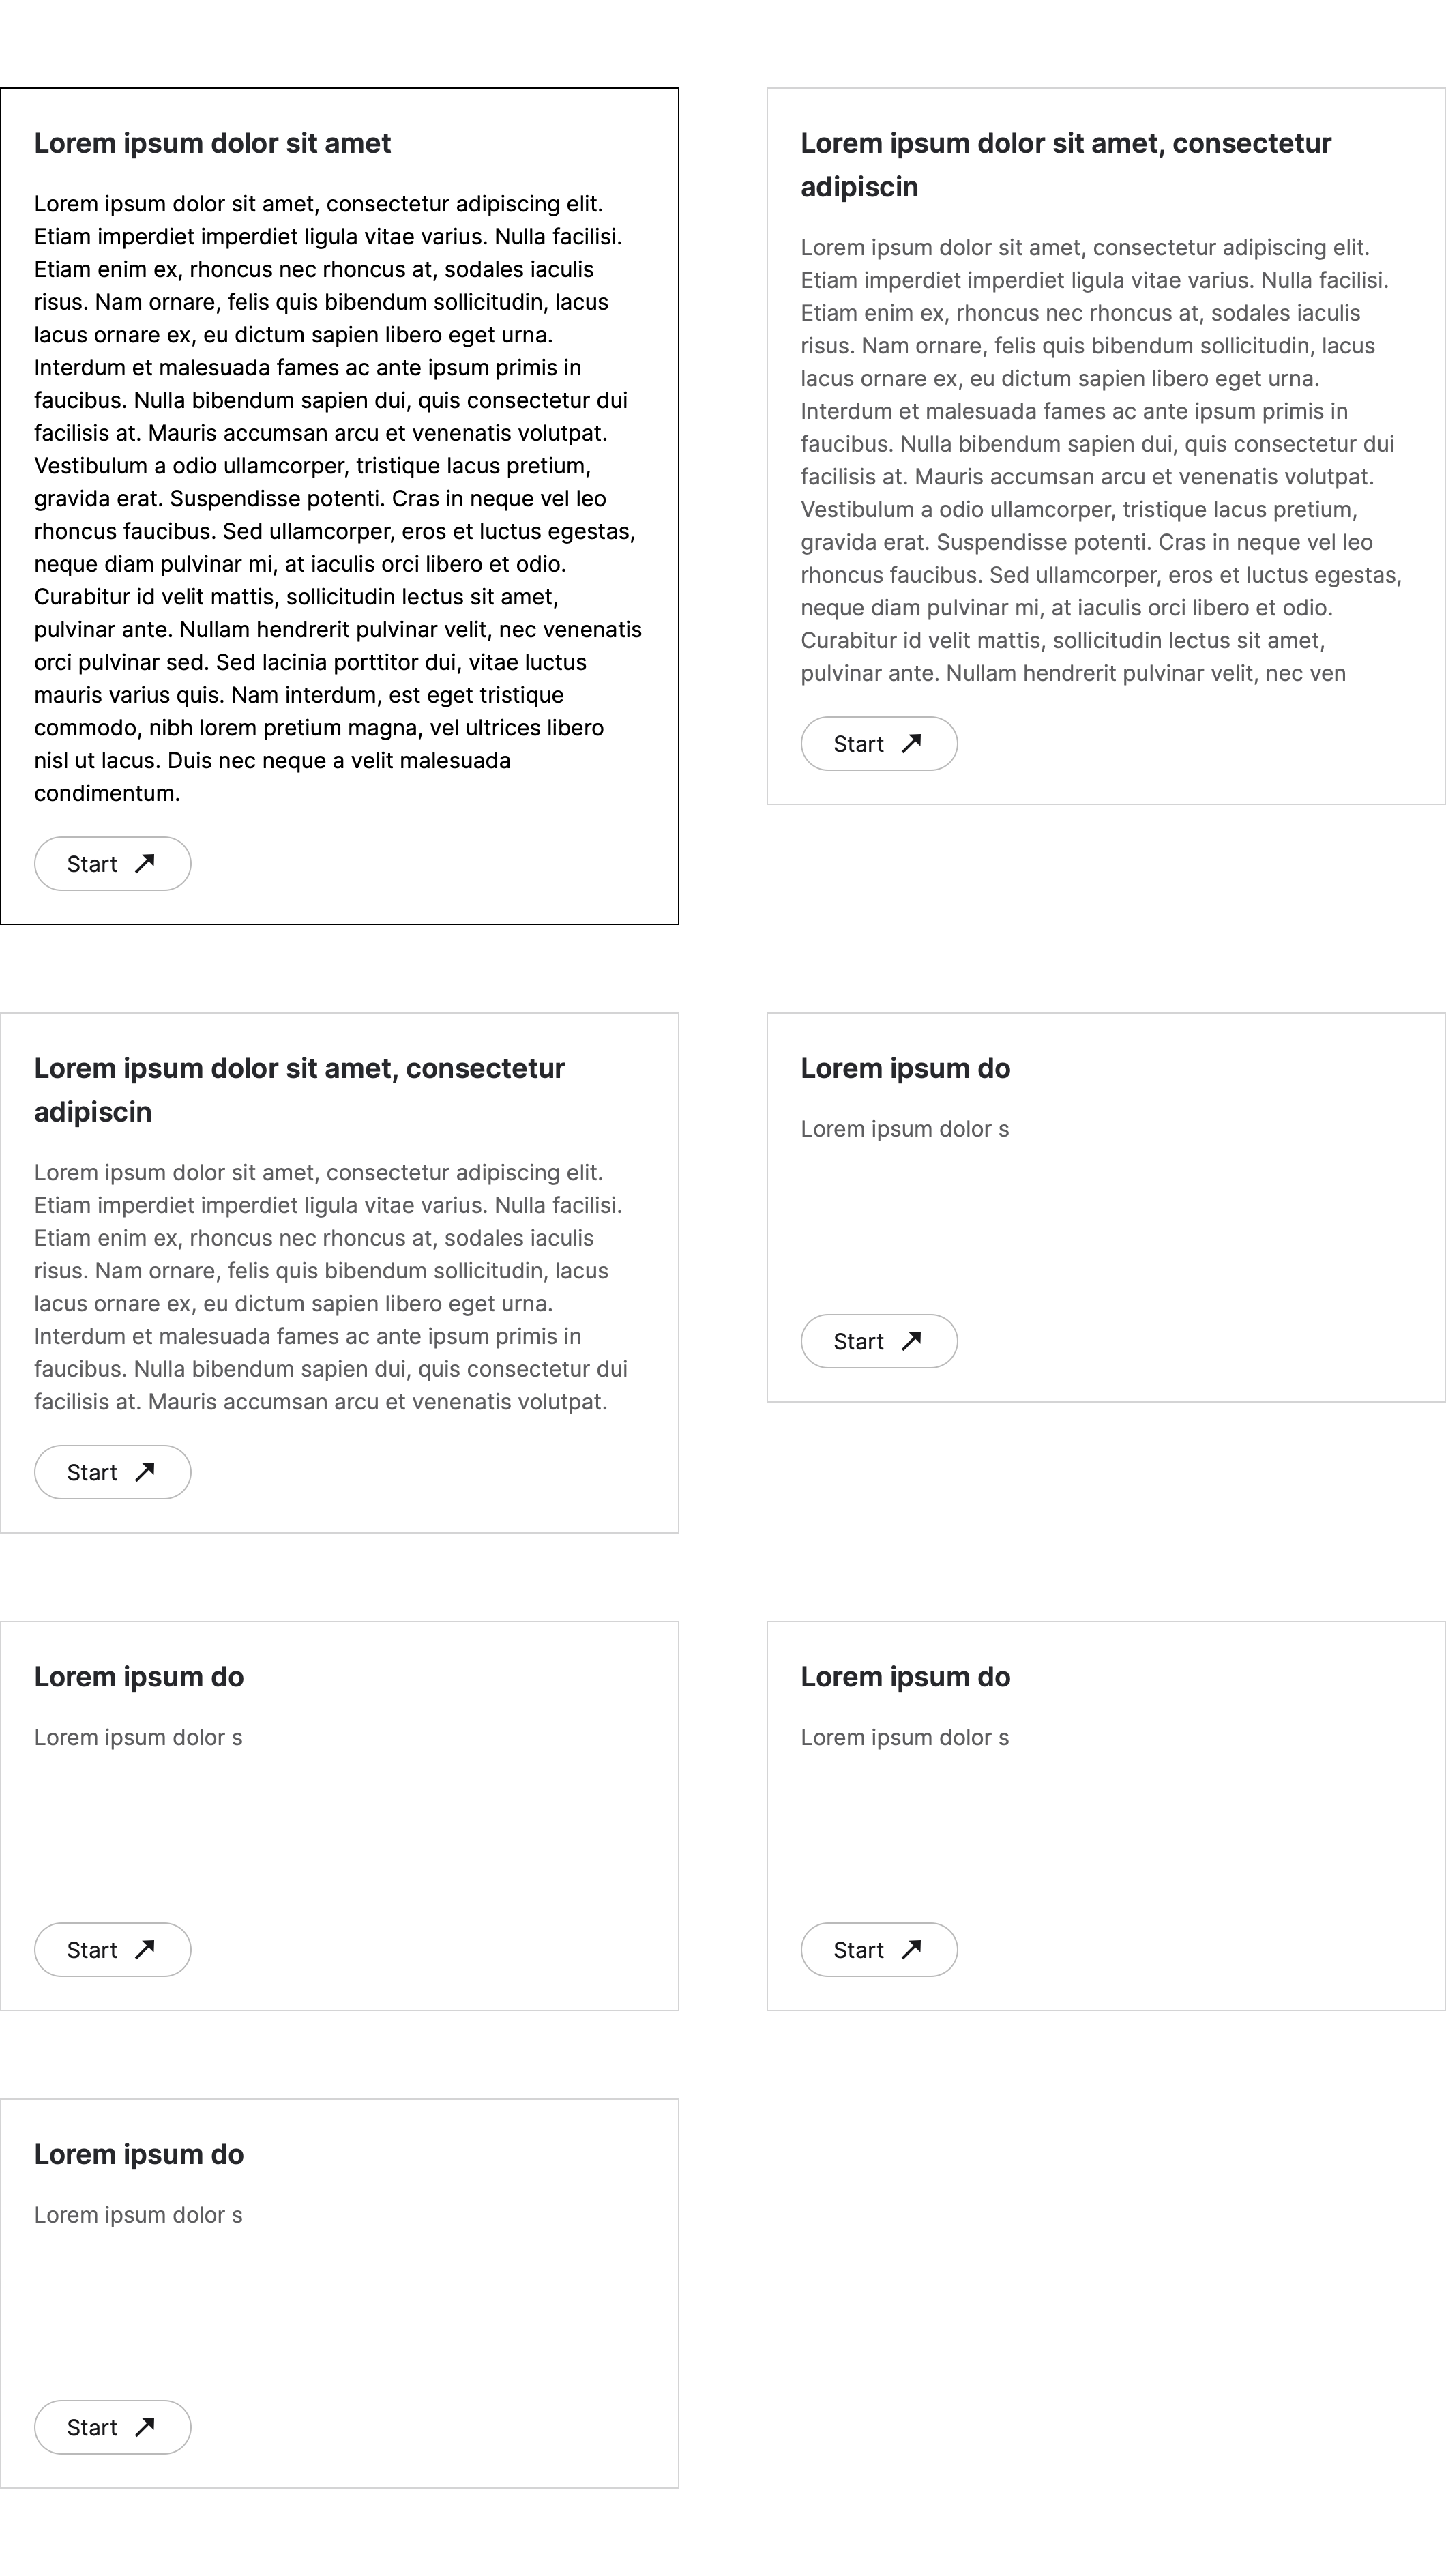 Lorem ipsum dolor sit amet
Lorem ipsum dolor sit amet, consectetur adipiscing elit.
Etiam imperdiet imperdiet ligula vitae varius. Nulla facilisi.
Etiam enim ex, rhoncus nec rhoncus at, sodales iaculis
risus. Nam ornare, felis quis bibendum sollicitudin, lacus
lacus ornare ex, eu dictum sapien libero eget urna.
Interdum et malesuada fames ac ante ipsum primis in
faucibus. Nulla bibendum sapien dui, quis consectetur dui
facilisis at. Mauris accumsan arcu et venenatis volutpat.
Vestibulum a odio ullamcorper, tristique lacus pretium,
gravida erat. Suspendisse potenti. Cras in neque vel leo
rhoncus faucibus. Sed ullamcorper, eros et luctus egestas,
neque diam pulvinar mi, at iaculis orci libero et odio.
Curabitur id velit mattis, sollicitudin lectus sit amet,
pulvinar ante. Nullam hendrerit pulvinar velit, nec venenatis
orci pulvinar sed. Sed lacinia porttitor dui, vitae luctus
mauris varius quis. Nam interdum, est eget tristique
commodo, nibh lorem pretium magna, vel ultrices libero
nisl ut lacus. Duis nec neque a velit malesuada
condimentum.
Start
Lorem ipsum dolor sit amet, consectetur
adipiscin
Lorem ipsum dolor sit amet, consectetur adipiscing elit.
Etiam imperdiet imperdiet ligula vitae varius. Nulla facilisi.
Etiam enim ex, rhoncus nec rhoncus at, sodales iaculis
risus. Nam ornare, felis quis bibendum sollicitudin, lacus
lacus ornare ex, eu dictum sapien libero eget urna.
Interdum et malesuada fames ac ante ipsum primis in
faucibus. Nulla bibendum sapien dui, quis consectetur dui
facilisis at. Mauris accumsan arcu et venenatis volutpat.
Vestibulum a odio ullamcorper, tristique lacus pretium,
gravida erat. Suspendisse potenti. Cras in neque vel leo
rhoncus faucibus. Sed ullamcorper, eros et luctus egestas,
neque diam pulvinar mi, at iaculis orci libero et odio.
Curabitur id velit mattis, sollicitudin lectus sit amet,
pulvinar ante. Nullam hendrerit pulvinar velit, nec ven
Start
Lorem ipsum dolor sit amet, consectetur
adipiscin
Lorem ipsum dolor sit amet, consectetur adipiscing elit.
Etiam imperdiet imperdiet ligula vitae varius. Nulla facilisi.
Etiam enim ex, rhoncus nec rhoncus at, sodales iaculis
risus. Nam ornare, felis quis bibendum sollicitudin, lacus
lacus ornare ex, eu dictum sapien libero eget urna.
Interdum et malesuada fames ac ante ipsum primis in
faucibus. Nulla bibendum sapien dui, quis consectetur dui
facilisis at. Mauris accumsan arcu et venenatis volutpat.
Start
Lorem ipsum do
Lorem ipsum dolor s
Start
Lorem ipsum do
Lorem ipsum dolor s
Start
Lorem ipsum do
Lorem ipsum dolor s
Start
Lorem ipsum do
Lorem ipsum dolor s
Start